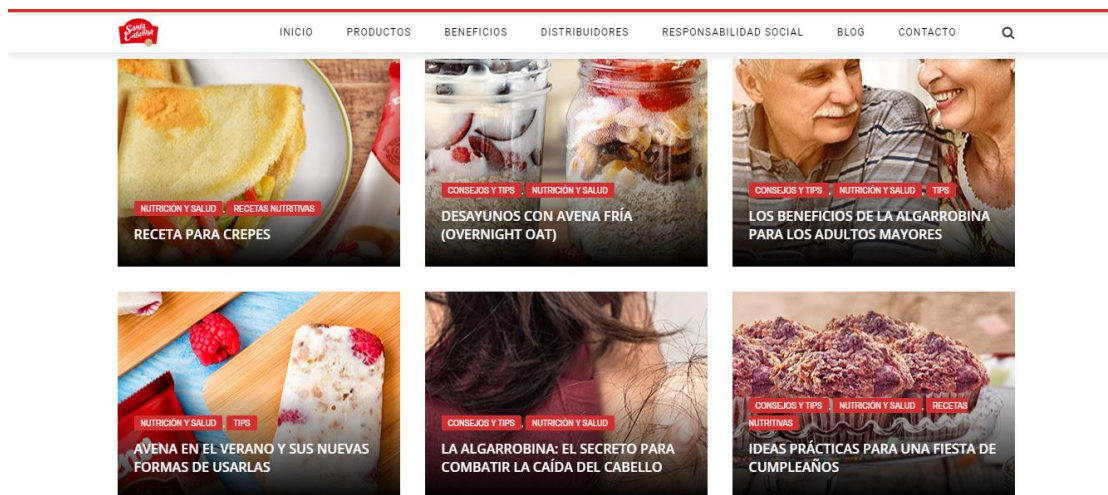 Santa Catalina
INICIO PRODUCTOS BENEFICIOS DISTRIBUIDORES RESPONSABILIDAD SOCIAL BLOG CONTACTO
NUTRICIÓN Y SALUD , RECETAS NUTRITIVAS
RECETA PARA CREPES
CONSEJOS Y TIPS , NUTRICIÓN Y SALUD
DESAYUNOS CON AVENA FRÍA
(OVERNIGHT OAT)
CONSEJOS Y TIPS , NUTRICIÓN Y SALUD , TIPS
LOS BENEFICIOS DE LA ALGARROBINA
PARA LOS ADULTOS MAYORES
NUTRICIÓN Y SALUD , TIPS
AVENA EN EL VERANO Y SUS NUEVAS
FORMAS DE USARLAS
CONSEJOS Y TIPS , NUTRICIÓN Y SALUD
LA ALGARROBINA: EL SECRETO PARA
COMBATIR LA CAÍDA DEL CABELLO
CONSEJOS Y TIPS , NUTRICIÓN Y SALUD , RECETAS
NUTRITIVAS
IDEAS PRÁCTICAS PARA UNA FIESTA DE
CUMPLEAÑOS